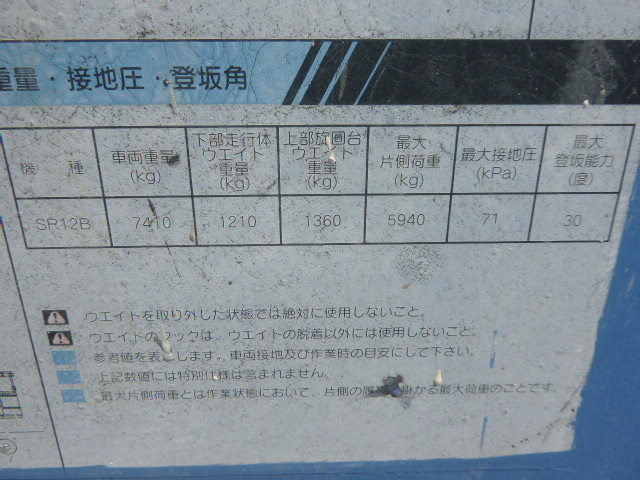 重量・接地圧・登坂角
機種 車両重量(kg) 下部走行体ウエイト重量(kg) 上部旋回台ウエイト重量(kg) 最大片側荷重(kg) 最大接地圧(kPa) 最大登坂能力(度)
SR12B 7410 1210 1360 5940 71 30
ウエイトを取り外した状態では絶対に使用しないこと。
ウエイトのフックは、ウエイトの脱着以外には使用しないこと。
参考値を表します。車両接地及び作業時の目安にして下さい。
上記数値には特別仕様は含まれません。
最大片側荷重とは作業状態において、片側の履 掛かる最大荷重のことです。